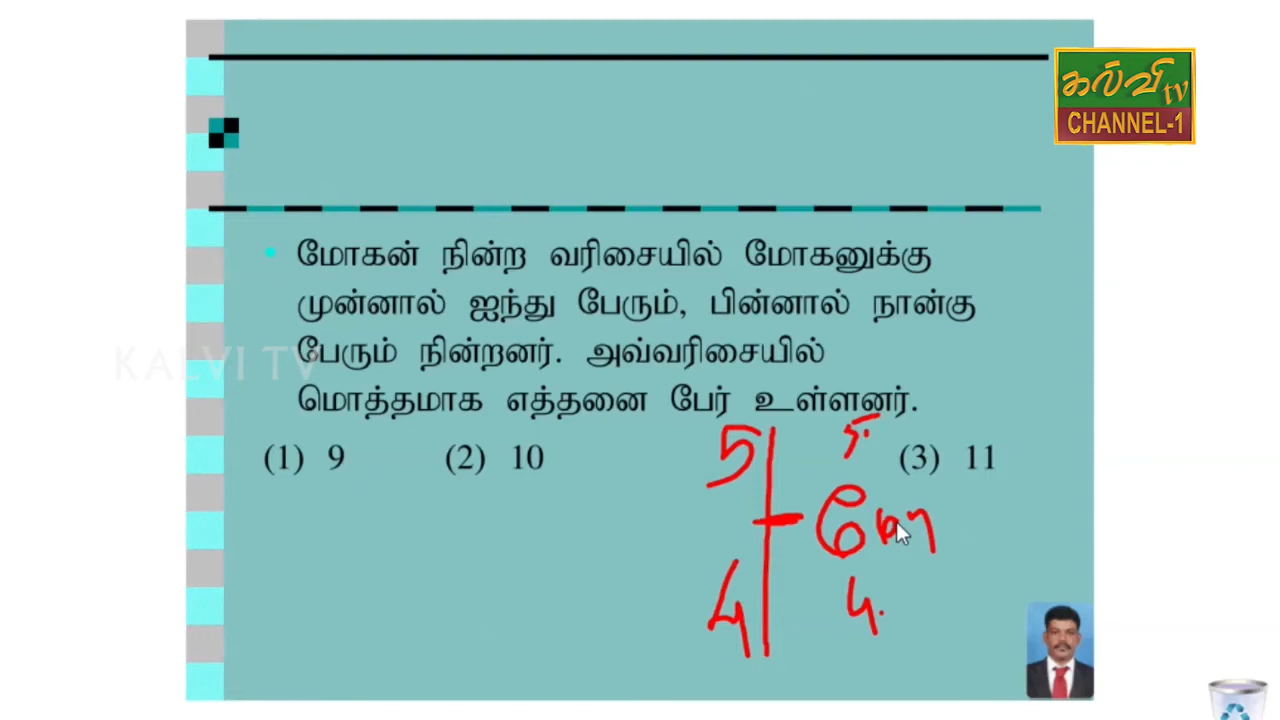 கல்வி tv
CHANNEL-1
மோகன் நின்ற வரிசையில் மோகனுக்கு
முன்னால் ஐந்து பேரும், பின்னால் நான்கு
பேரும் நின்றனர். அவ்வரிசையில்
KALVI TV
மொத்தமாக எத்தனை பேர் உள்ளனர்.
(1) 9 (2) 10 (3) 11
5 5.
மோ
4 4.